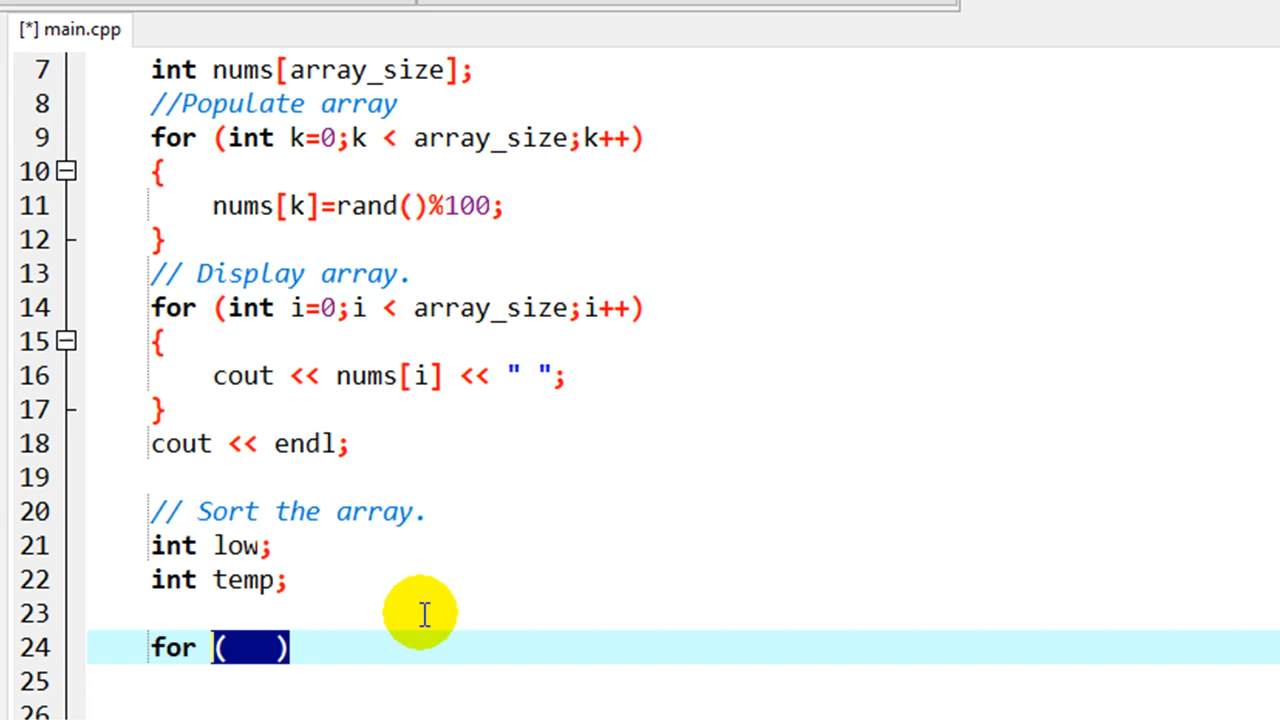 [*] main.cpp
7 int nums[array_size];
8 //Populate array
9 for (int k=0;k < array_size;k++)
10 {
11 nums[k]=rand()%100;
12 }
13 // Display array.
14 for (int i=0;i < array_size;i++)
15 {
16 cout << nums[i] << " ";
17 }
18 cout << endl;
19
20 // Sort the array.
21 int low;
22 int temp;
23
24 for (   )
25
26